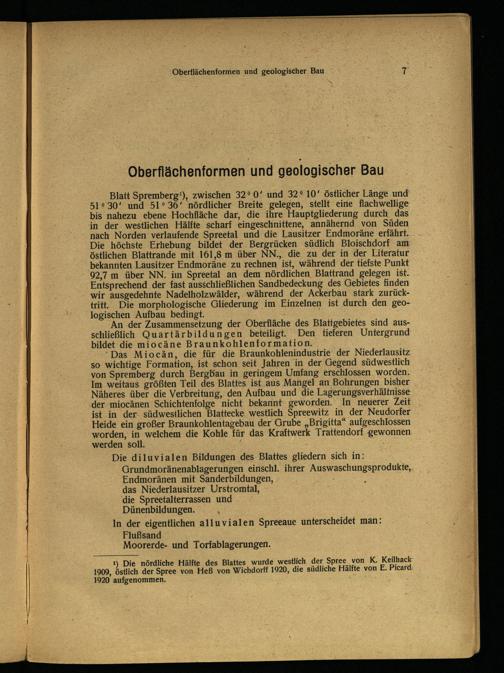 Oberflächenformen und geologischer Bau 7
Oberflächenformen und geologischer Bau
Blatt Spremberg¹), zwischen 32° 0′ und 32° 10′ östlicher Länge und
51° 30′ und 51° 36′ nördlicher Breite gelegen, stellt eine flachwellige
bis nahezu ebene Hochfläche dar, die ihre Hauptgliederung durch das
in der westlichen Hälfte scharf eingeschnittene, annähernd von Süden
nach Norden verlaufende Spreetal und die Lausitzer Endmoräne erfährt.
Die höchste Erhebung bildet der Bergrücken südlich Bloischdorf am
östlichen Blattrande mit 161,8 m über NN., die zu der in der Literatur
bekannten Lausitzer Endmoräne zu rechnen ist, während der tiefste Punkt
92,7 m über NN. im Spreetal an dem nördlichen Blattrand gelegen ist.
Entsprechend der fast ausschließlichen Sandbedeckung des Gebietes finden
wir ausgedehnte Nadelholzwälder, während der Ackerbau stark zurück-
tritt. Die morphologische Gliederung im Einzelnen ist durch den geo-
logischen Aufbau bedingt.
An der Zusammensetzung der Oberfläche des Blattgebietes sind aus-
schließlich Quartärbildungen beteiligt. Den tieferen Untergrund
bildet die miocäne Braunkohlenformation.
Das Miocän, die für die Braunkohlenindustrie der Niederlausitz
so wichtige Formation, ist schon seit Jahren in der Gegend südwestlich
von Spremberg durch Bergbau in geringem Umfang erschlossen worden.
Im weitaus größten Teil des Blattes ist aus Mangel an Bohrungen bisher
Näheres über die Verbreitung, den Aufbau und die Lagerungsverhältnisse
der miocänen Schichtenfolge nicht bekannt geworden. In neuerer Zeit
ist in der südwestlichen Blattecke westlich Spreewitz in der Neudorfer
Heide ein großer Braunkohlentagebau der Grube „Brigitta“ aufgeschlossen
worden, in welchem die Kohle für das Kraftwerk Trattendorf gewonnen
werden soll.
Die diluvialen Bildungen des Blattes gliedern sich in:
Grundmoränenablagerungen einschl. ihrer Auswaschungsprodukte,
Endmoränen mit Sanderbildungen,
das Niederlausitzer Urstromtal,
die Spreetalterrassen und
Dünenbildungen.
In der eigentlichen alluvialen Spreeaue unterscheidet man:
Flußsand
Moorerde- und Torfablagerungen.
¹) Die nördliche Hälfte des Blattes wurde westlich der Spree von K. Keilhack
1909, östlich der Spree von Heß von Wichdorff 1920, die südliche Hälfte von E. Picard
1920 aufgenommen.